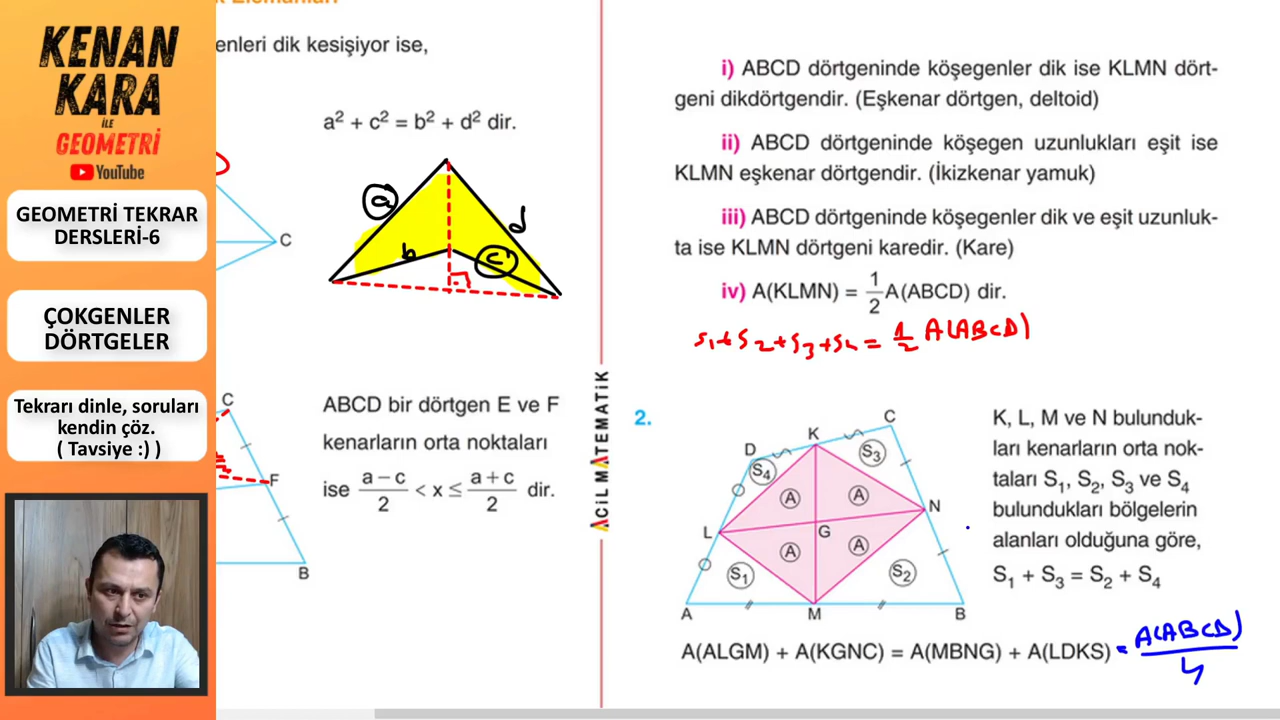 KENAN
KARA
İLE
GEOMETRİ
YouTube
GEOMETRİ TEKRAR
DERSLERİ-6
ÇOKGENLER
DÖRTGELER
Tekrarı dinle, soruları
kendin çöz.
( Tavsiye :) )
enleri dik kesişiyor ise,
a² + c² = b² + d² dir.
C
a
b
c
d
C
F
B
ABCD bir dörtgen E ve F
kenarların orta noktaları
ise (a – c)/2 < x ≤ (a + c)/2 dir.
ACİL MATEMATİK
i) ABCD dörtgeninde köşegenler dik ise KLMN dört-
geni dikdörtgendir. (Eşkenar dörtgen, deltoid)
ii) ABCD dörtgeninde köşegen uzunlukları eşit ise
KLMN eşkenar dörtgendir. (İkizkenar yamuk)
iii) ABCD dörtgeninde köşegenler dik ve eşit uzunluk-
ta ise KLMN dörtgeni karedir. (Kare)
iv) A(KLMN) = 1/2 A(ABCD) dir.
S₁+S₂+S₃+S₄ = 1/2 A(ABCD)
2.
D
K
C
S₄
S₃
A
A
L
G
N
A
A
S₁
S₂
A
M
B
K, L, M ve N bulunduk-
ları kenarların orta nok-
taları S₁, S₂, S₃ ve S₄
bulundukları bölgelerin
alanları olduğuna göre,
S₁ + S₃ = S₂ + S₄
A(ALGM) + A(KGNC) = A(MBNG) + A(LDKS) = A(ABCD)/4